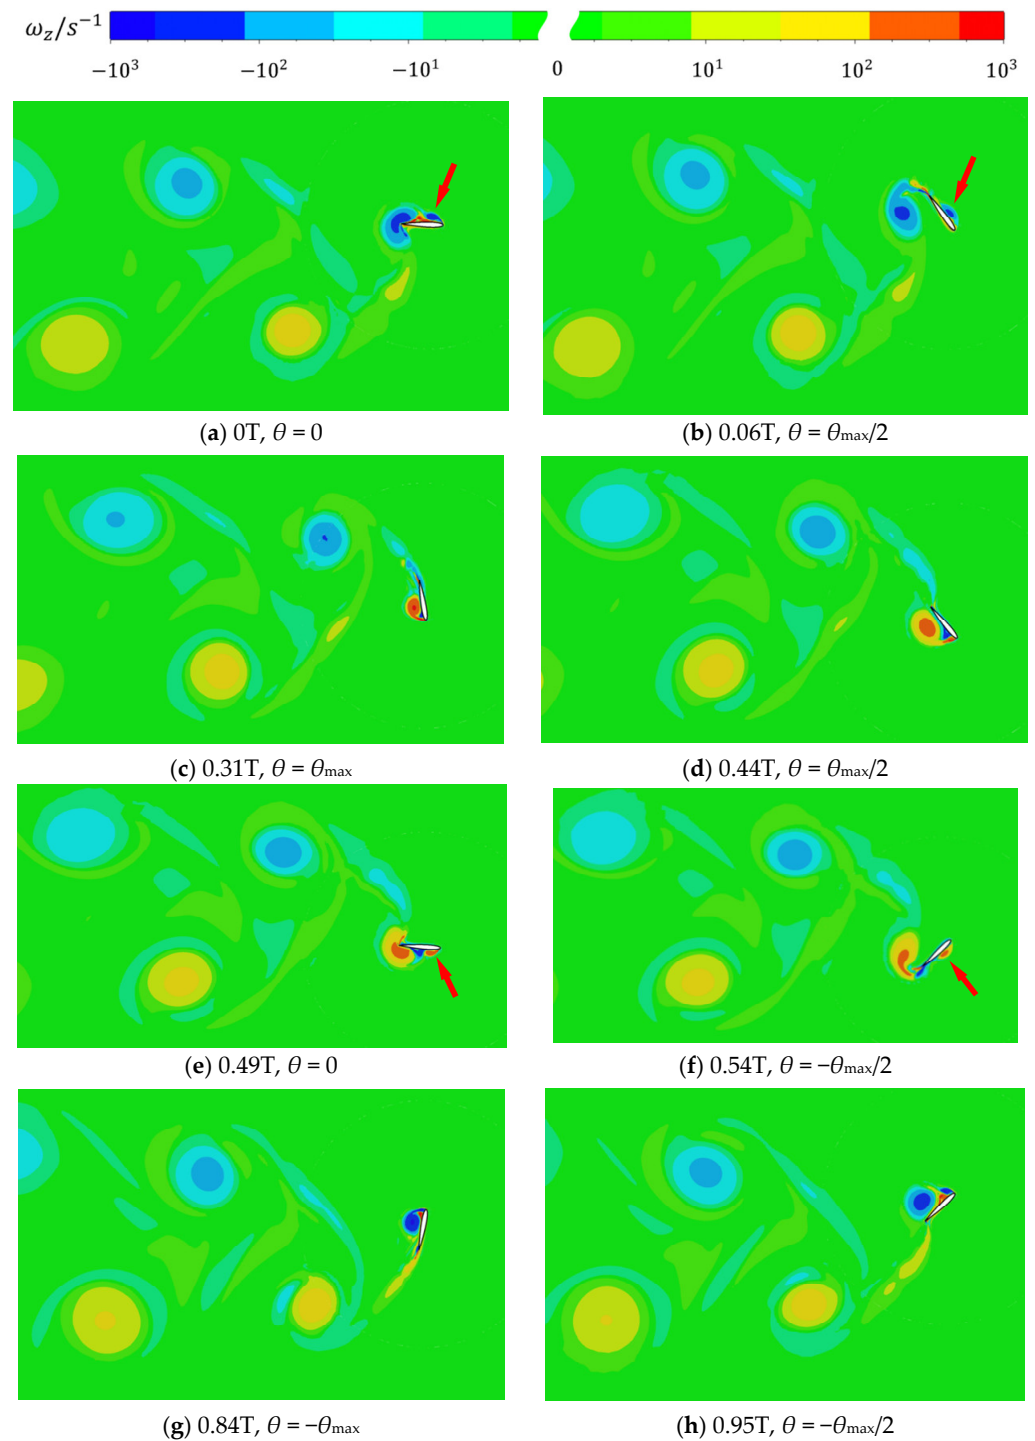 ω_z/s⁻¹
−10³ −10² −10¹ 0 10¹ 10² 10³
(a) 0T, θ = 0
(b) 0.06T, θ = θmax/2
(c) 0.31T, θ = θmax
(d) 0.44T, θ = θmax/2
(e) 0.49T, θ = 0
(f) 0.54T, θ = −θmax/2
(g) 0.84T, θ = −θmax
(h) 0.95T, θ = −θmax/2